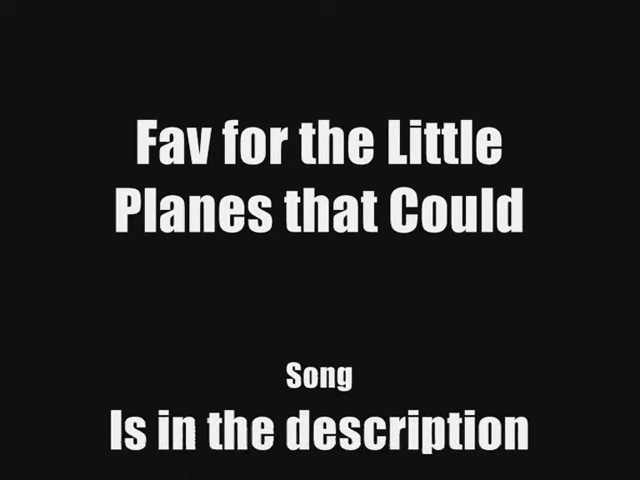 Fav for the Little
Planes that Could
Song
Is in the description